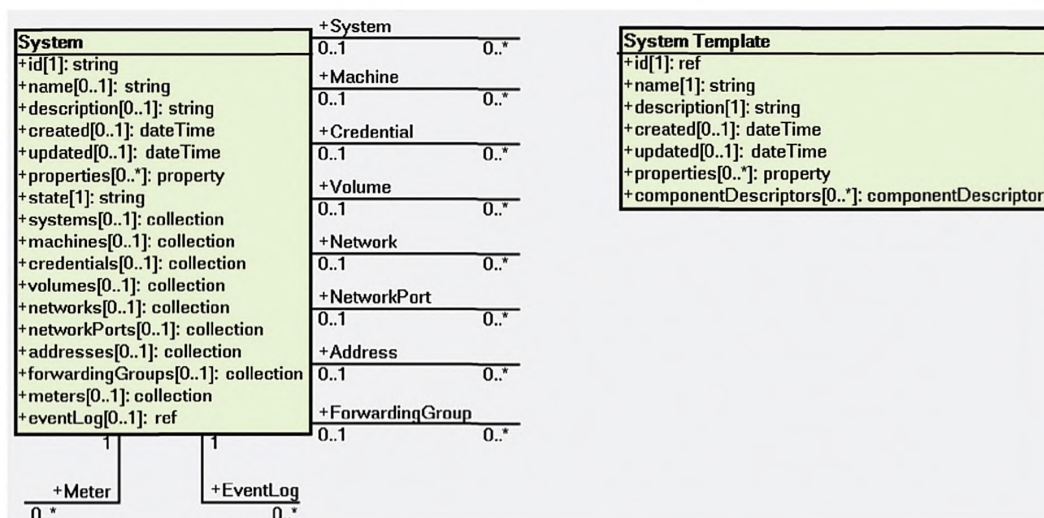 System
+id[1]: string
+name[0..1]: string
+description[0..1]: string
+created[0..1]: dateTime
+updated[0..1]: dateTime
+properties[0..*]: property
+state[1]: string
+systems[0..1]: collection
+machines[0..1]: collection
+credentials[0..1]: collection
+volumes[0..1]: collection
+networks[0..1]: collection
+networkPorts[0..1]: collection
+addresses[0..1]: collection
+forwardingGroups[0..1]: collection
+meters[0..1]: collection
+eventLog[0..1]: ref
+System
0..1 0..*
+Machine
0..1 0..*
+Credential
0..1 0..*
+Volume
0..1 0..*
+Network
0..1 0..*
+NetworkPort
0..1 0..*
+Address
0..1 0..*
+ForwardingGroup
0..1 0..*
1 1
+Meter +EventLog
0..* 0..*
System Template
+id[1]: ref
+name[1]: string
+description[1]: string
+created[0..1]: dateTime
+updated[0..1]: dateTime
+properties[0..*]: property
+componentDescriptors[0..*]: componentDescriptor